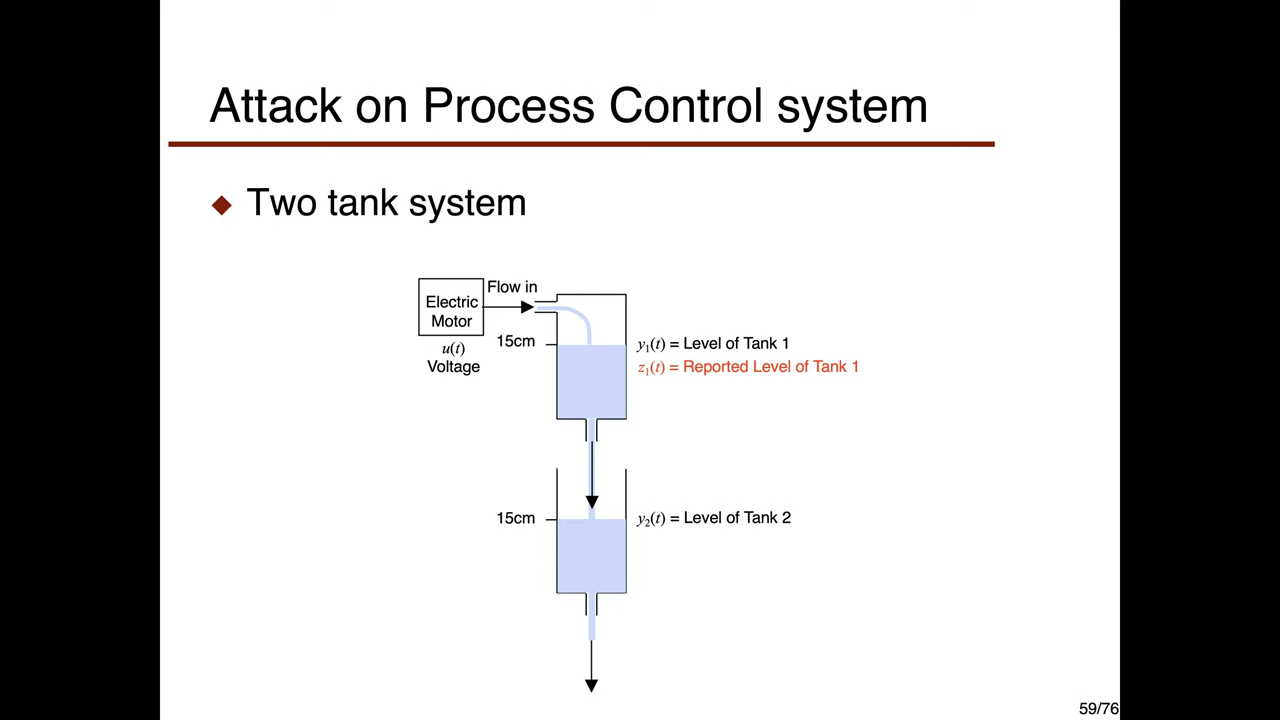 Attack on Process Control system
Two tank system
Flow in
Electric
Motor
u(t)
Voltage
15cm
y₁(t) = Level of Tank 1
z₁(t) = Reported Level of Tank 1
15cm
y₂(t) = Level of Tank 2
59/76